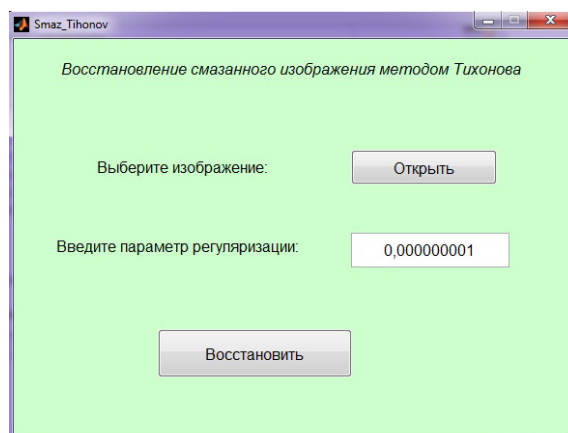 Smaz_Tihonov
Восстановление смазанного изображения методом Тихонова
Выберите изображение:
Открыть
Введите параметр регуляризации:
0,000000001
Восстановить